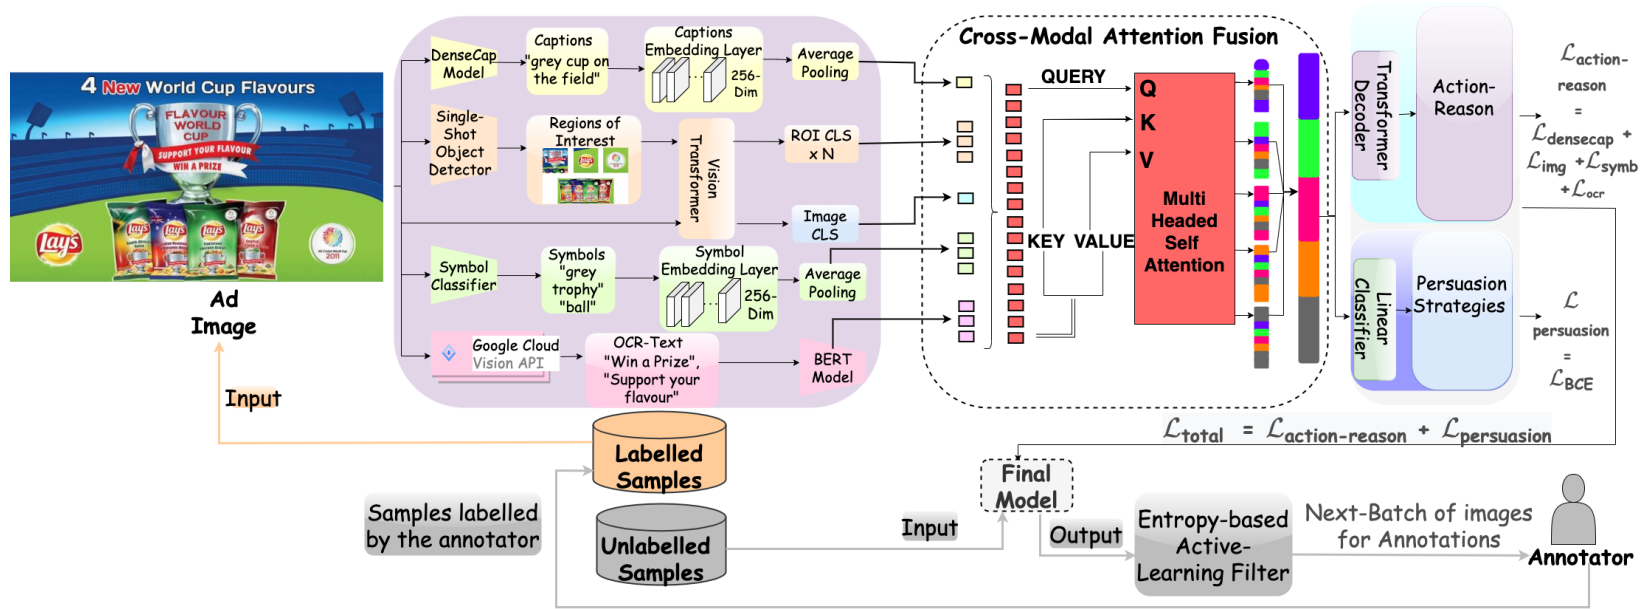 4 New World Cup Flavours
FLAVOUR
WORLD
CUP
SUPPORT YOUR FLAVOUR
WIN A PRIZE
Lay's
2011
Ad
Image
Input
DenseCap
Model
Captions
"grey cup on
the field"
Captions
Embedding Layer
256-
Dim
Average
Pooling
Single-
Shot
Object
Detector
Regions of
Interest
Vision
Transformer
ROI CLS
x N
Image
CLS
Symbol
Classifier
Symbols
"grey
trophy"
"ball"
Symbol
Embedding Layer
256-
Dim
Average
Pooling
Google Cloud
Vision API
OCR-Text
"Win a Prize",
"Support your
flavour"
BERT
Model
Cross-Modal Attention Fusion
QUERY
KEY VALUE
Q
K
V
Multi
Headed
Self
Attention
Transformer
Decoder
Action-
Reason
Linear
Classifier
Persuasion
Strategies
ℒaction-
reason
=
ℒdensecap +
ℒimg +ℒsymb
+ℒocr
ℒ
persuasion
=
ℒBCE
ℒtotal = ℒaction-reason + ℒpersuasion
Labelled
Samples
Unlabelled
Samples
Samples labelled
by the annotator
Input
Final
Model
Output
Entropy-based
Active-
Learning Filter
Next-Batch of images
for Annotations
Annotator